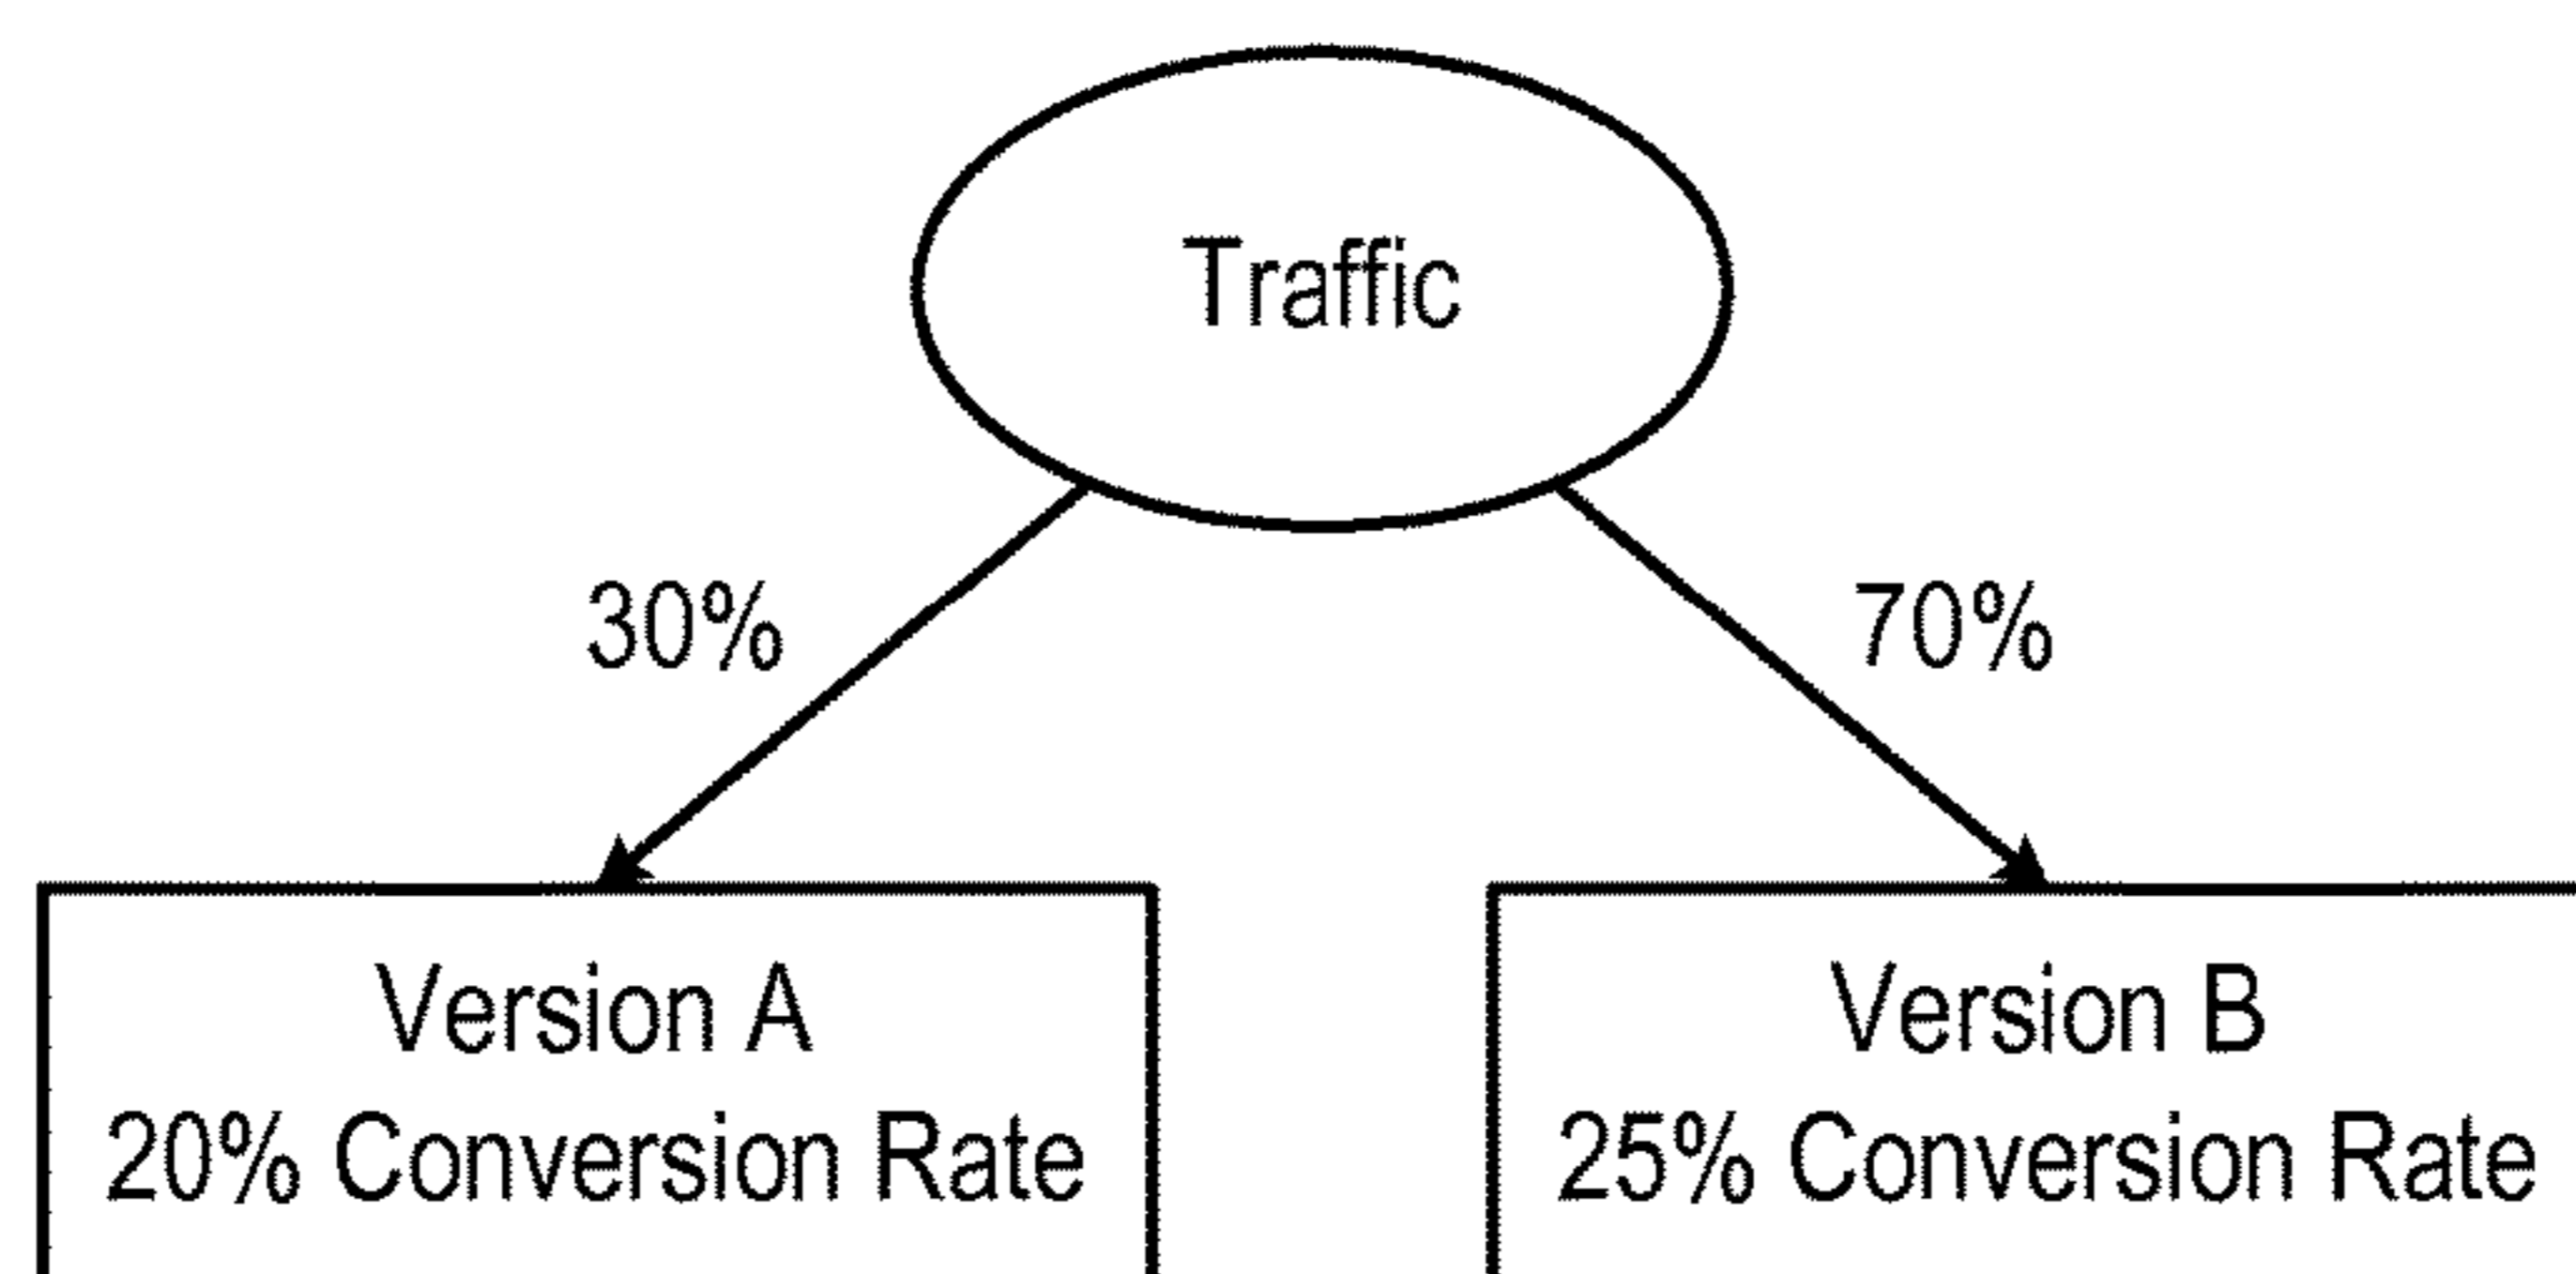 Traffic
30%
70%
Version A
20% Conversion Rate
Version B
25% Conversion Rate